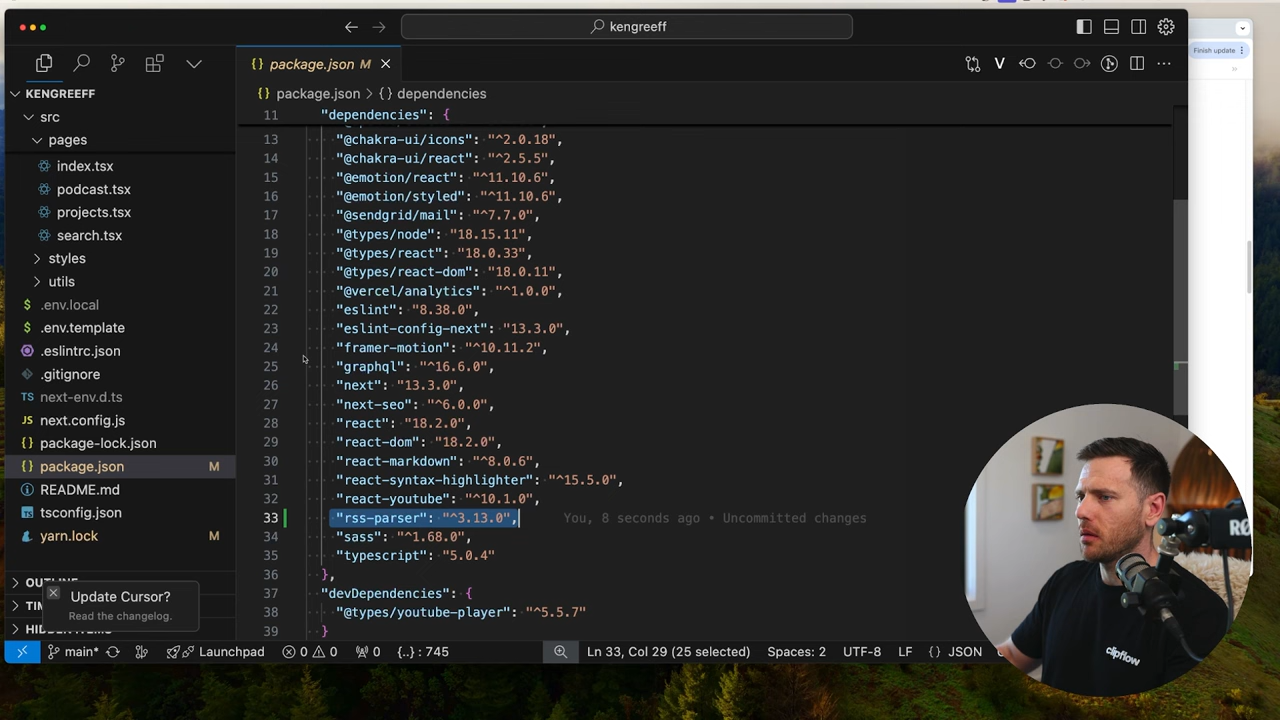 kengreeff
Finish update
package.json M
KENGREEFF
src
pages
index.tsx
podcast.tsx
projects.tsx
search.tsx
styles
utils
.env.local
.env.template
.eslintrc.json
.gitignore
next-env.d.ts
next.config.js
package-lock.json
package.json M
README.md
tsconfig.json
yarn.lock M
OUTL
TIM
HIDDEN ITEMS
Update Cursor?
Read the changelog.
package.json > {} dependencies
11 "dependencies": {
13 "@chakra-ui/icons": "^2.0.18",
14 "@chakra-ui/react": "^2.5.5",
15 "@emotion/react": "^11.10.6",
16 "@emotion/styled": "^11.10.6",
17 "@sendgrid/mail": "^7.7.0",
18 "@types/node": "18.15.11",
19 "@types/react": "18.0.33",
20 "@types/react-dom": "18.0.11",
21 "@vercel/analytics": "^1.0.0",
22 "eslint": "8.38.0",
23 "eslint-config-next": "13.3.0",
24 "framer-motion": "^10.11.2",
25 "graphql": "^16.6.0",
26 "next": "13.3.0",
27 "next-seo": "^6.0.0",
28 "react": "18.2.0",
29 "react-dom": "18.2.0",
30 "react-markdown": "^8.0.6",
31 "react-syntax-highlighter": "^15.5.0",
32 "react-youtube": "^10.1.0",
33 "rss-parser": "^3.13.0", You, 8 seconds ago • Uncommitted changes
34 "sass": "^1.68.0",
35 "typescript": "5.0.4"
36 },
37 "devDependencies": {
38 "@types/youtube-player": "^5.5.7"
39 }
main* Launchpad 0 0 0 {..} : 745 Ln 33, Col 29 (25 selected) Spaces: 2 UTF-8 LF {} JSON
clipflow